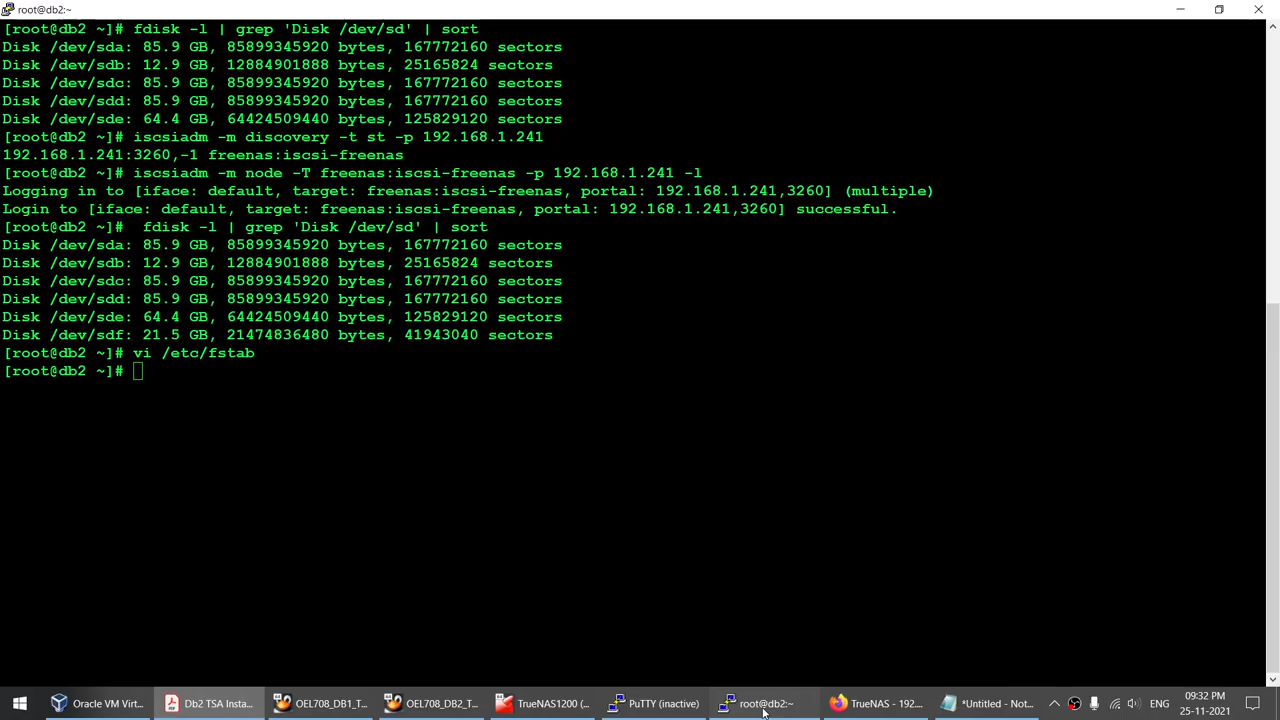 root@db2:~
[root@db2 ~]# fdisk -l | grep 'Disk /dev/sd' | sort
Disk /dev/sda: 85.9 GB, 85899345920 bytes, 167772160 sectors
Disk /dev/sdb: 12.9 GB, 12884901888 bytes, 25165824 sectors
Disk /dev/sdc: 85.9 GB, 85899345920 bytes, 167772160 sectors
Disk /dev/sdd: 85.9 GB, 85899345920 bytes, 167772160 sectors
Disk /dev/sde: 64.4 GB, 64424509440 bytes, 125829120 sectors
[root@db2 ~]# iscsiadm -m discovery -t st -p 192.168.1.241
192.168.1.241:3260,-1 freenas:iscsi-freenas
[root@db2 ~]# iscsiadm -m node -T freenas:iscsi-freenas -p 192.168.1.241 -l
Logging in to [iface: default, target: freenas:iscsi-freenas, portal: 192.168.1.241,3260] (multiple)
Login to [iface: default, target: freenas:iscsi-freenas, portal: 192.168.1.241,3260] successful.
[root@db2 ~]#  fdisk -l | grep 'Disk /dev/sd' | sort
Disk /dev/sda: 85.9 GB, 85899345920 bytes, 167772160 sectors
Disk /dev/sdb: 12.9 GB, 12884901888 bytes, 25165824 sectors
Disk /dev/sdc: 85.9 GB, 85899345920 bytes, 167772160 sectors
Disk /dev/sdd: 85.9 GB, 85899345920 bytes, 167772160 sectors
Disk /dev/sde: 64.4 GB, 64424509440 bytes, 125829120 sectors
Disk /dev/sdf: 21.5 GB, 21474836480 bytes, 41943040 sectors
[root@db2 ~]# vi /etc/fstab
[root@db2 ~]#
Oracle VM Virt... Db2 TSA Insta... OEL708_DB1_T... OEL708_DB2_T... TrueNAS1200 (... PuTTY (inactive) root@db2:~ TrueNAS - 192.... *Untitled - Not... ENG 09:32 PM
25-11-2021